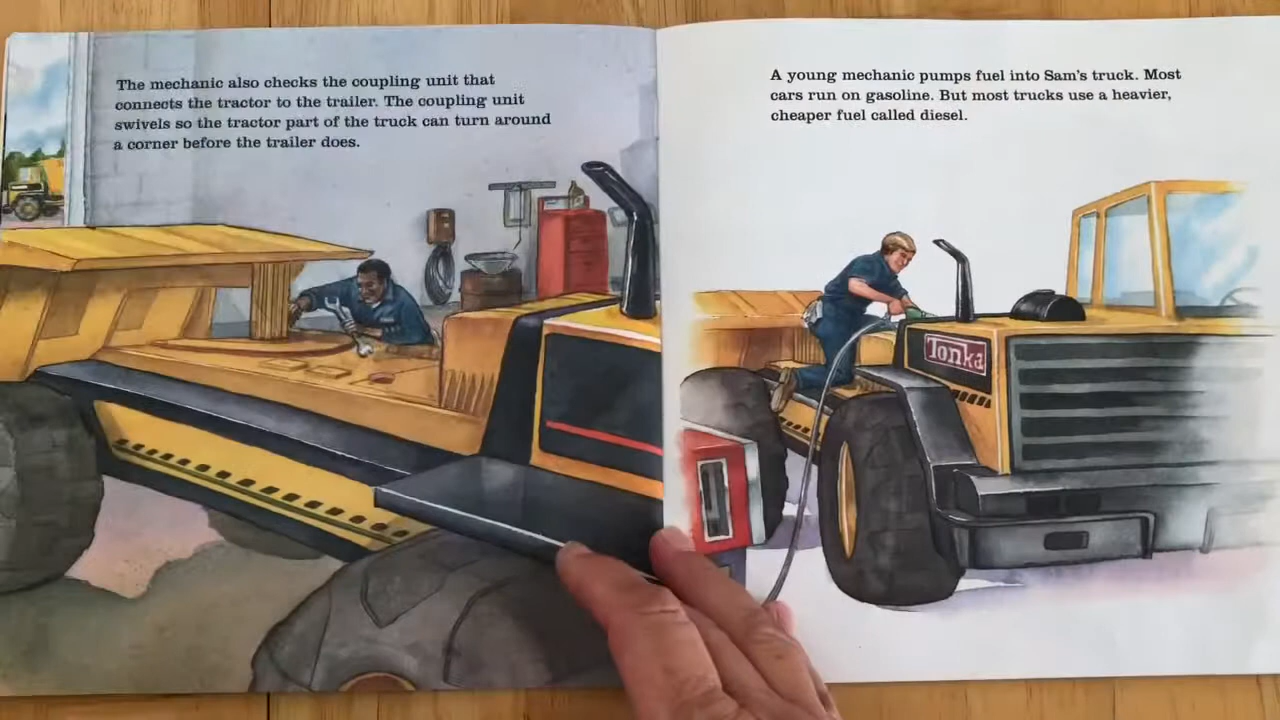 The mechanic also checks the coupling unit that
connects the tractor to the trailer. The coupling unit
swivels so the tractor part of the truck can turn around
a corner before the trailer does.
A young mechanic pumps fuel into Sam's truck. Most
cars run on gasoline. But most trucks use a heavier,
cheaper fuel called diesel.
Tonka